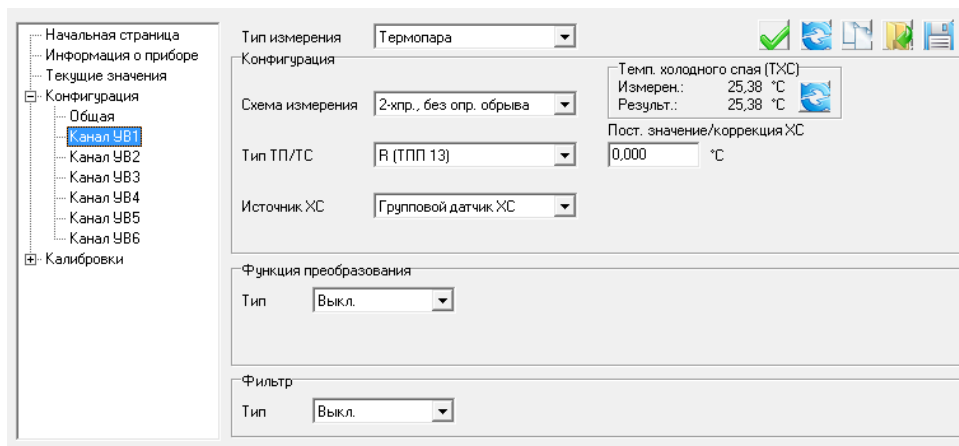 Начальная страница
Информация о приборе
Текущие значения
Конфигурация
Общая
Канал УВ1
Канал УВ2
Канал УВ3
Канал УВ4
Канал УВ5
Канал УВ6
Калибровки
Тип измерения Термопара
Конфигурация
Темп. холодного спая (ТХС)
Измерен.: 25,38 °C
Результ.: 25,38 °C
Схема измерения 2-хпр., без опр. обрыва
Пост. значение/коррекция ХС
0,000 °C
Тип ТП/ТС R (ТПП 13)
Источник ХС Групповой датчик ХС
Функция преобразования
Тип Выкл.
Фильтр
Тип Выкл.